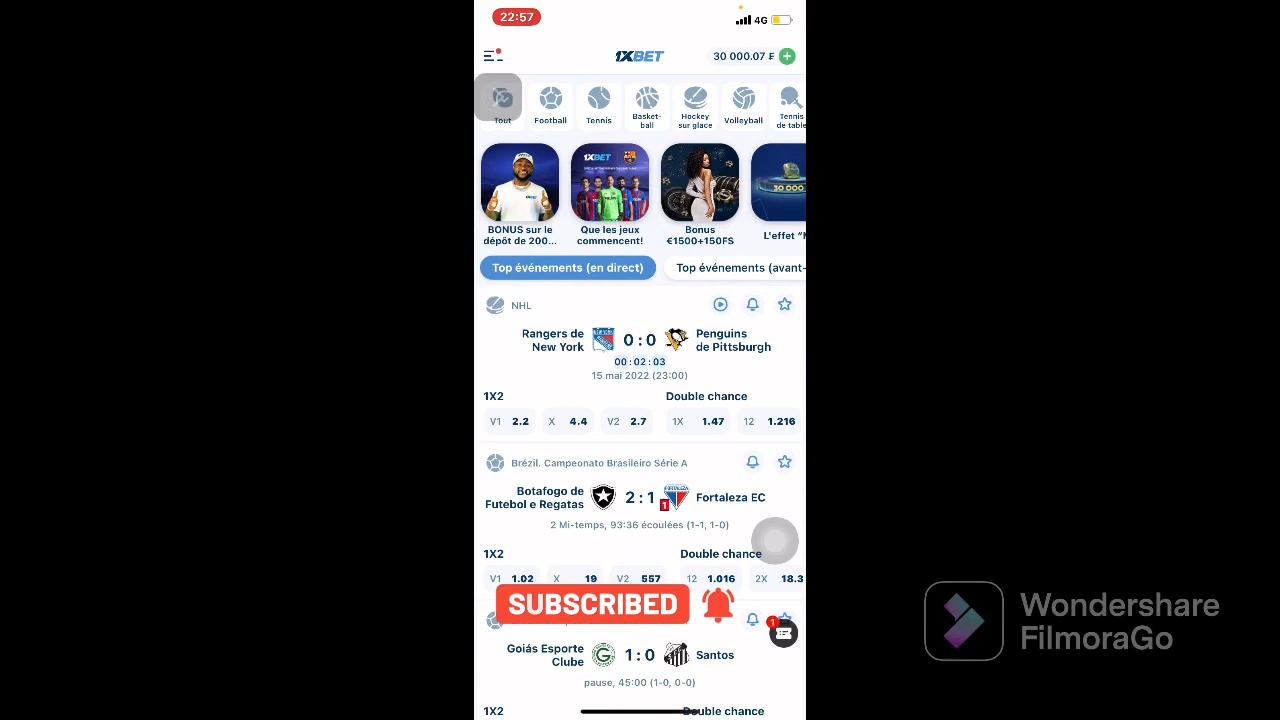 22:57
4G
1XBET
30 000.07 ₣
Tout
Football
Tennis
Basket-
ball
Hockey
sur glace
Volleyball
Tennis
de table
1XBET
30 000
BONUS sur le
dépôt de 200...
Que les jeux
commencent!
Bonus
€1500+150FS
L'effet “
Top événements (en direct)
Top événements (avant-
NHL
Rangers de
New York
0 : 0
Penguins
de Pittsburgh
00 : 02 : 03
15 mai 2022 (23:00)
1X2
Double chance
V1 2.2
X 4.4
V2 2.7
1X 1.47
12 1.216
Brézil. Campeonato Brasileiro Série A
Botafogo de
Futebol e Regatas
2 : 1
1
FORTALEZA
Fortaleza EC
2 Mi-temps, 93:36 écoulées (1-1, 1-0)
1X2
Double chance
V1 1.02
X 19
V2 557
12 1.016
2X 18.3
SUBSCRIBED
1
Goiás Esporte
Clube
1 : 0
Santos
pause, 45:00 (1-0, 0-0)
1X2
Double chance
Wondershare
FilmoraGo